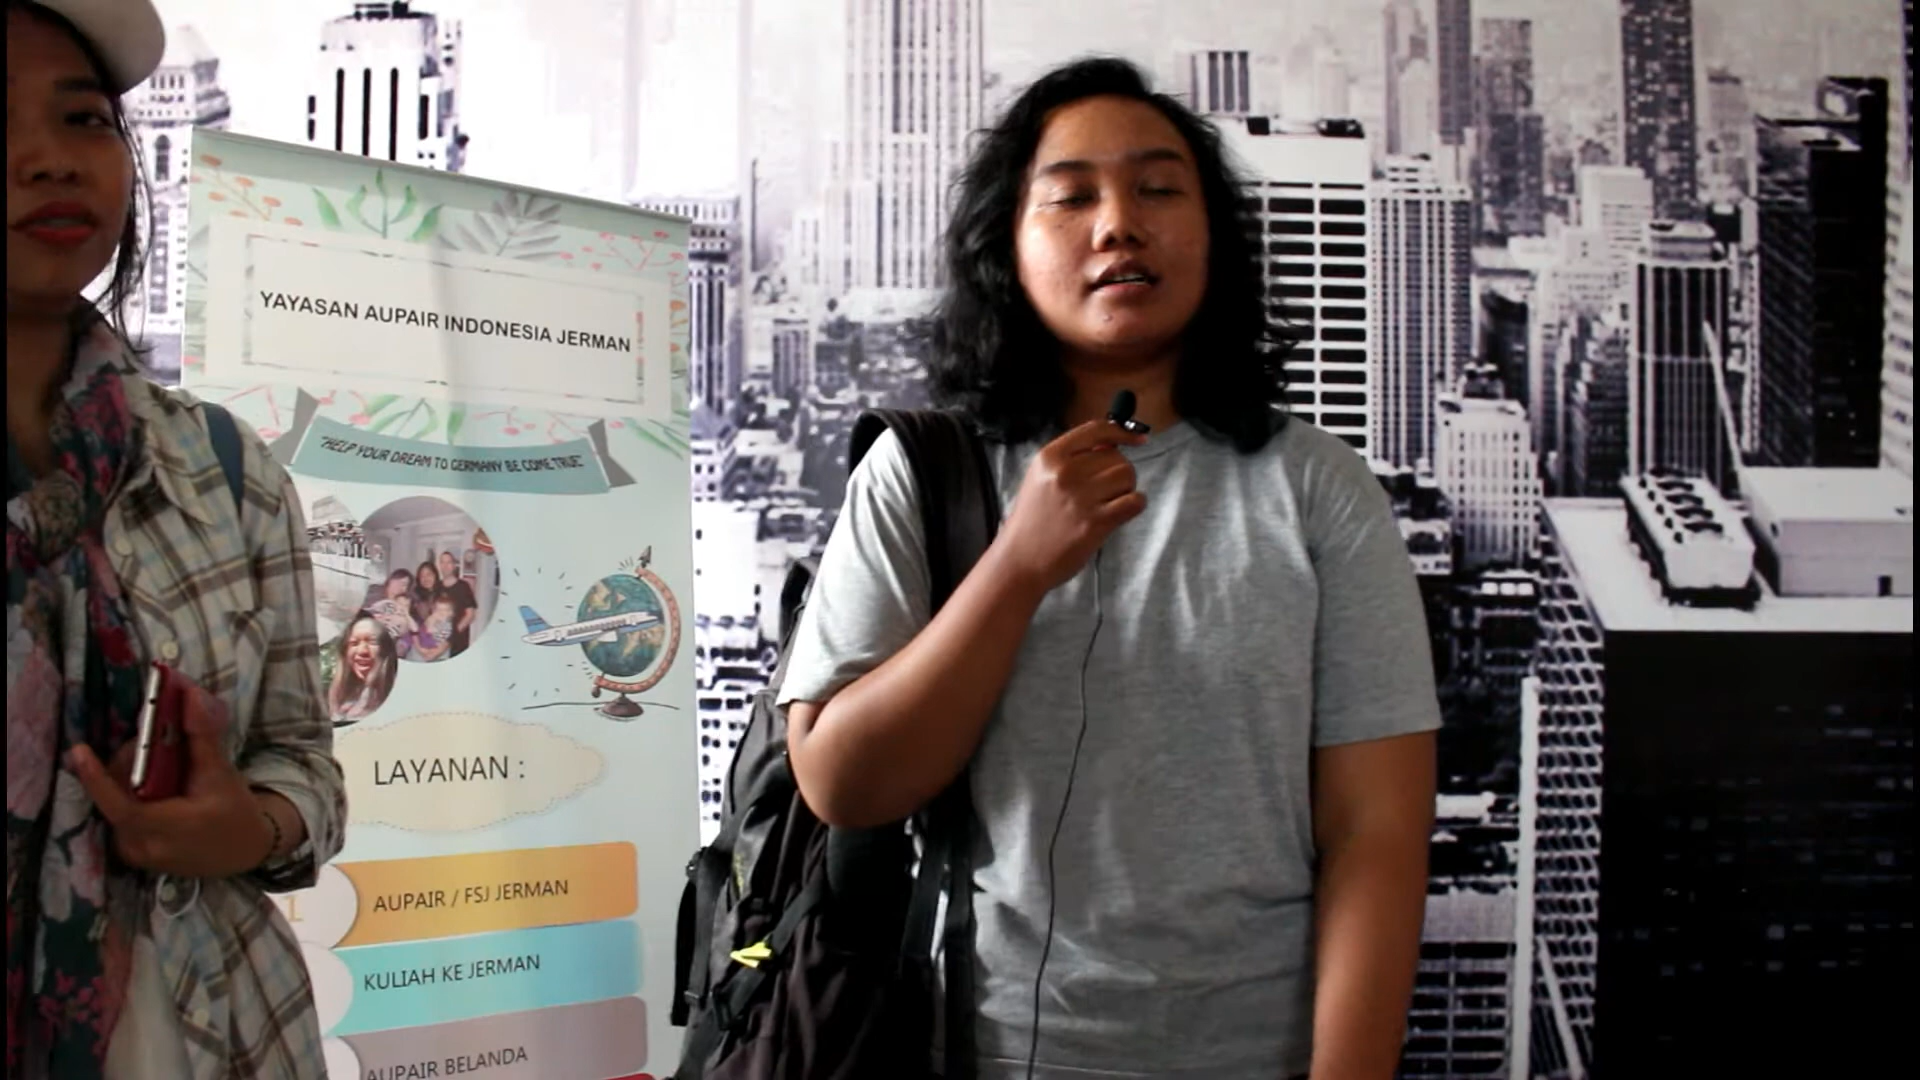 YAYASAN AUPAIR INDONESIA JERMAN
"HELP YOUR DREAM TO GERMANY BE COME TRUE"
LAYANAN :
1
AUPAIR / FSJ JERMAN
KULIAH KE JERMAN
AUPAIR BELANDA